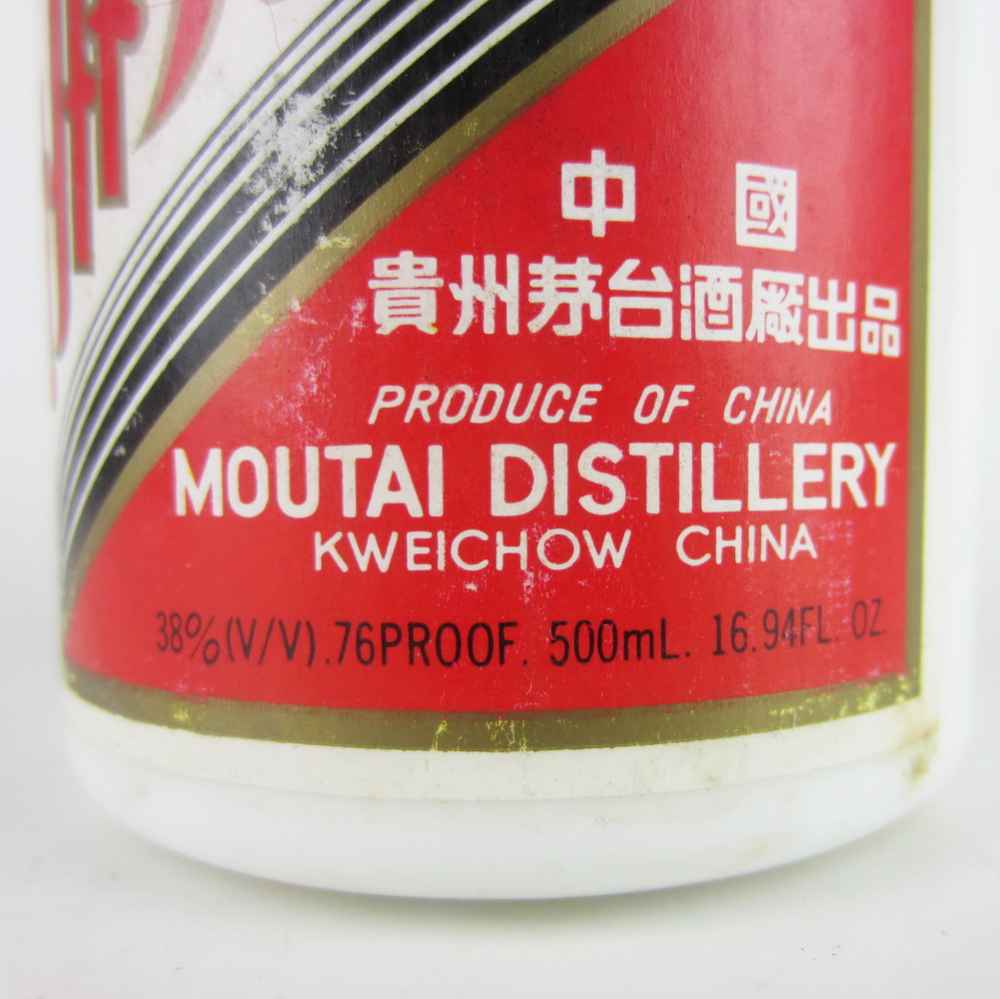 中國
貴州茅台酒厰出品
PRODUCE OF CHINA
MOUTAI DISTILLERY
KWEICHOW CHINA
38%(V/V).76PROOF. 500mL. 16.94FL. OZ.